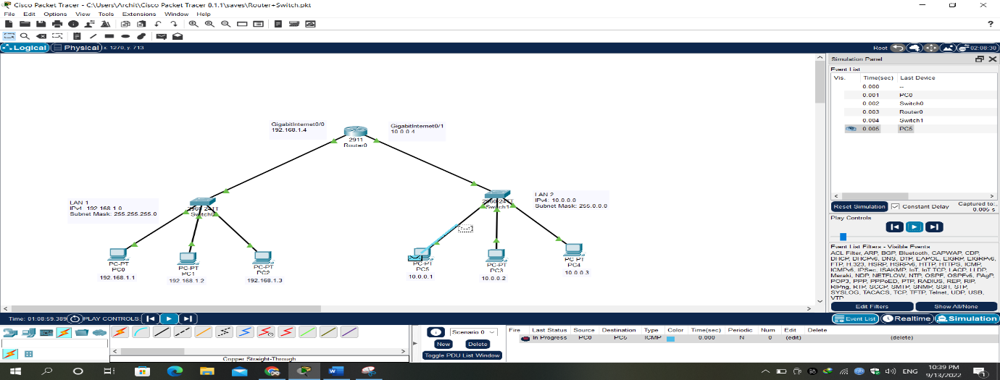 Cisco Packet Tracer - C:\Users\Archit\Cisco Packet Tracer 8.1.1\saves\Router+Switch.pkt
File Edit Options View Tools Extensions Window Help
?
Logical Physical x: 1270, y: 713 Root 02:08:30
Simulation Panel
Event List
Vis. Time(sec) Last Device
0.000 --
0.001 PC0
0.002 Switch0
0.003 Router0
0.004 Switch1
0.005 PC5
Reset Simulation Constant Delay Captured to:
0.005 s
Play Controls
Event List Filters - Visible Events
ACL Filter, ARP, BGP, Bluetooth, CAPWAP, CDP,
DHCP, DHCPv6, DNS, DTP, EAPOL, EIGRP, EIGRPv6,
FTP, H.323, HSRP, HSRPv6, HTTP, HTTPS, ICMP,
ICMPv6, IPSec, ISAKMP, IoT, IoT TCP, LACP, LLDP,
Meraki, NDP, NETFLOW, NTP, OSPF, OSPFv6, PAgP,
POP3, PPP, PPPoED, PTP, RADIUS, REP, RIP,
RIPng, RTP, SCCP, SMTP, SNMP, SSH, STP,
SYSLOG, TACACS, TCP, TFTP, Telnet, UDP, USB,
VTP
Edit Filters Show All/None
Event List Realtime Simulation
GigabitInternet0/0
192.168.1.4
GigabitInternet0/1
10.0.0.4
2911
Router0
LAN 1
IPv4: 192.168.1.0
Subnet Mask: 255.255.255.0
2960-24TT
Switch0
2960-24TT
Switch1
LAN 2
IPv4: 10.0.0.0
Subnet Mask: 255.0.0.0
PC-PT
PC0
192.168.1.1
PC-PT
PC1
192.168.1.2
PC-PT
PC2
192.168.1.3
PC-PT
PC5
10.0.0.1
PC-PT
PC3
10.0.0.2
PC-PT
PC4
10.0.0.3
Time: 01:08:59.389 PLAY CONTROLS:
Copper Straight-Through
Scenario 0
New Delete
Toggle PDU List Window
Fire Last Status Source Destination Type Color Time(sec) Periodic Num Edit Delete
In Progress PC0 PC5 ICMP 0.000 N 0 (edit) (delete)
ENG 10:39 PM
9/13/2022